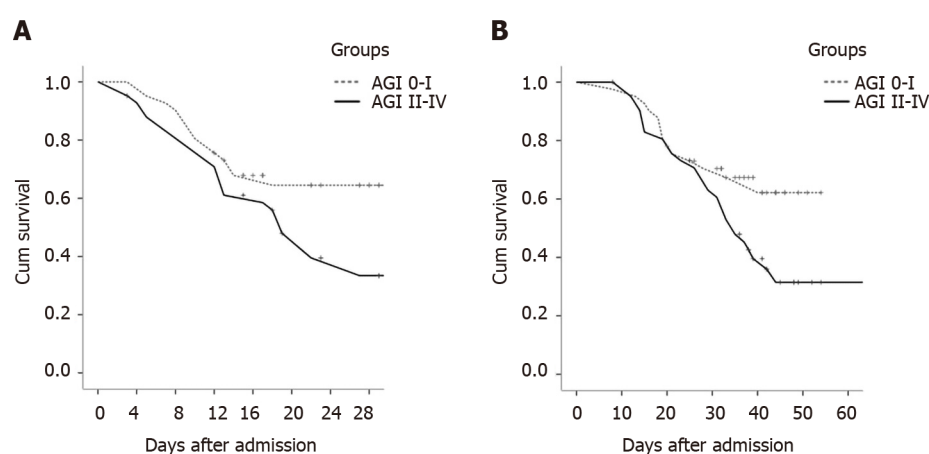 A
Groups
AGI 0-I
AGI II-IV
1.0
0.8
0.6
0.4
0.2
0.0
Cum survival
0 4 8 12 16 20 24 28
Days after admission
B
Groups
AGI 0-I
AGI II-IV
1.0
0.8
0.6
0.4
0.2
0.0
Cum survival
0 10 20 30 40 50 60
Days after admission